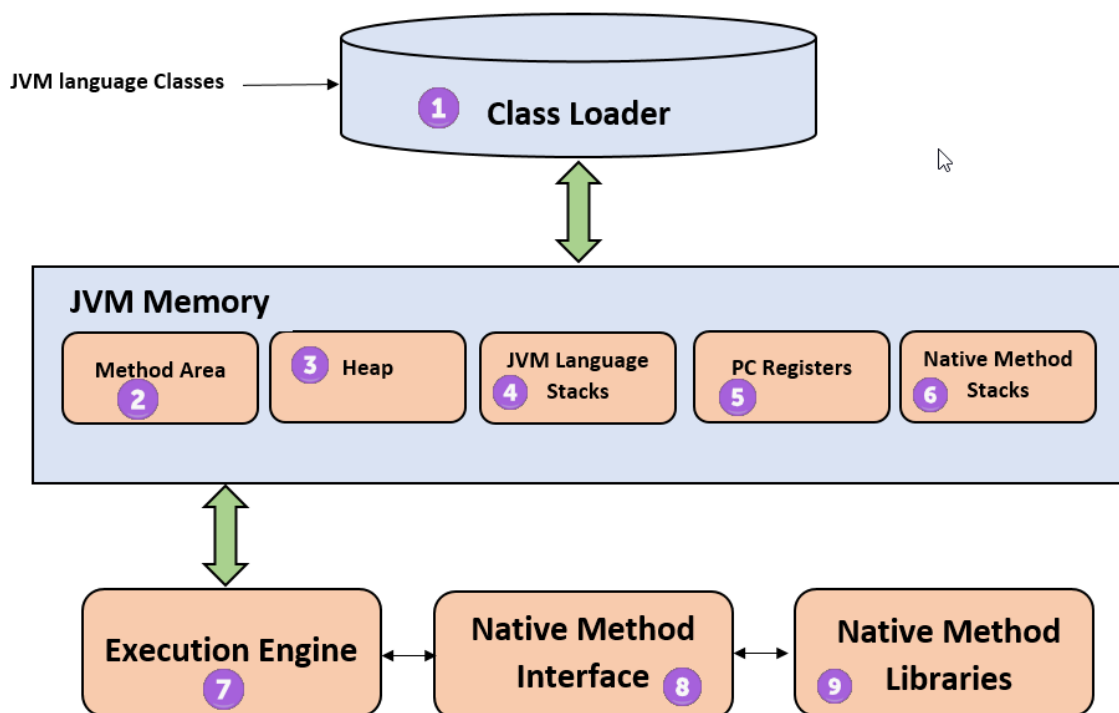 JVM language Classes
1 Class Loader
JVM Memory
Method Area
2
3 Heap
JVM Language
4 Stacks
PC Registers
5
Native Method
6 Stacks
Execution Engine
7
Native Method
Interface 8
Native Method
9 Libraries